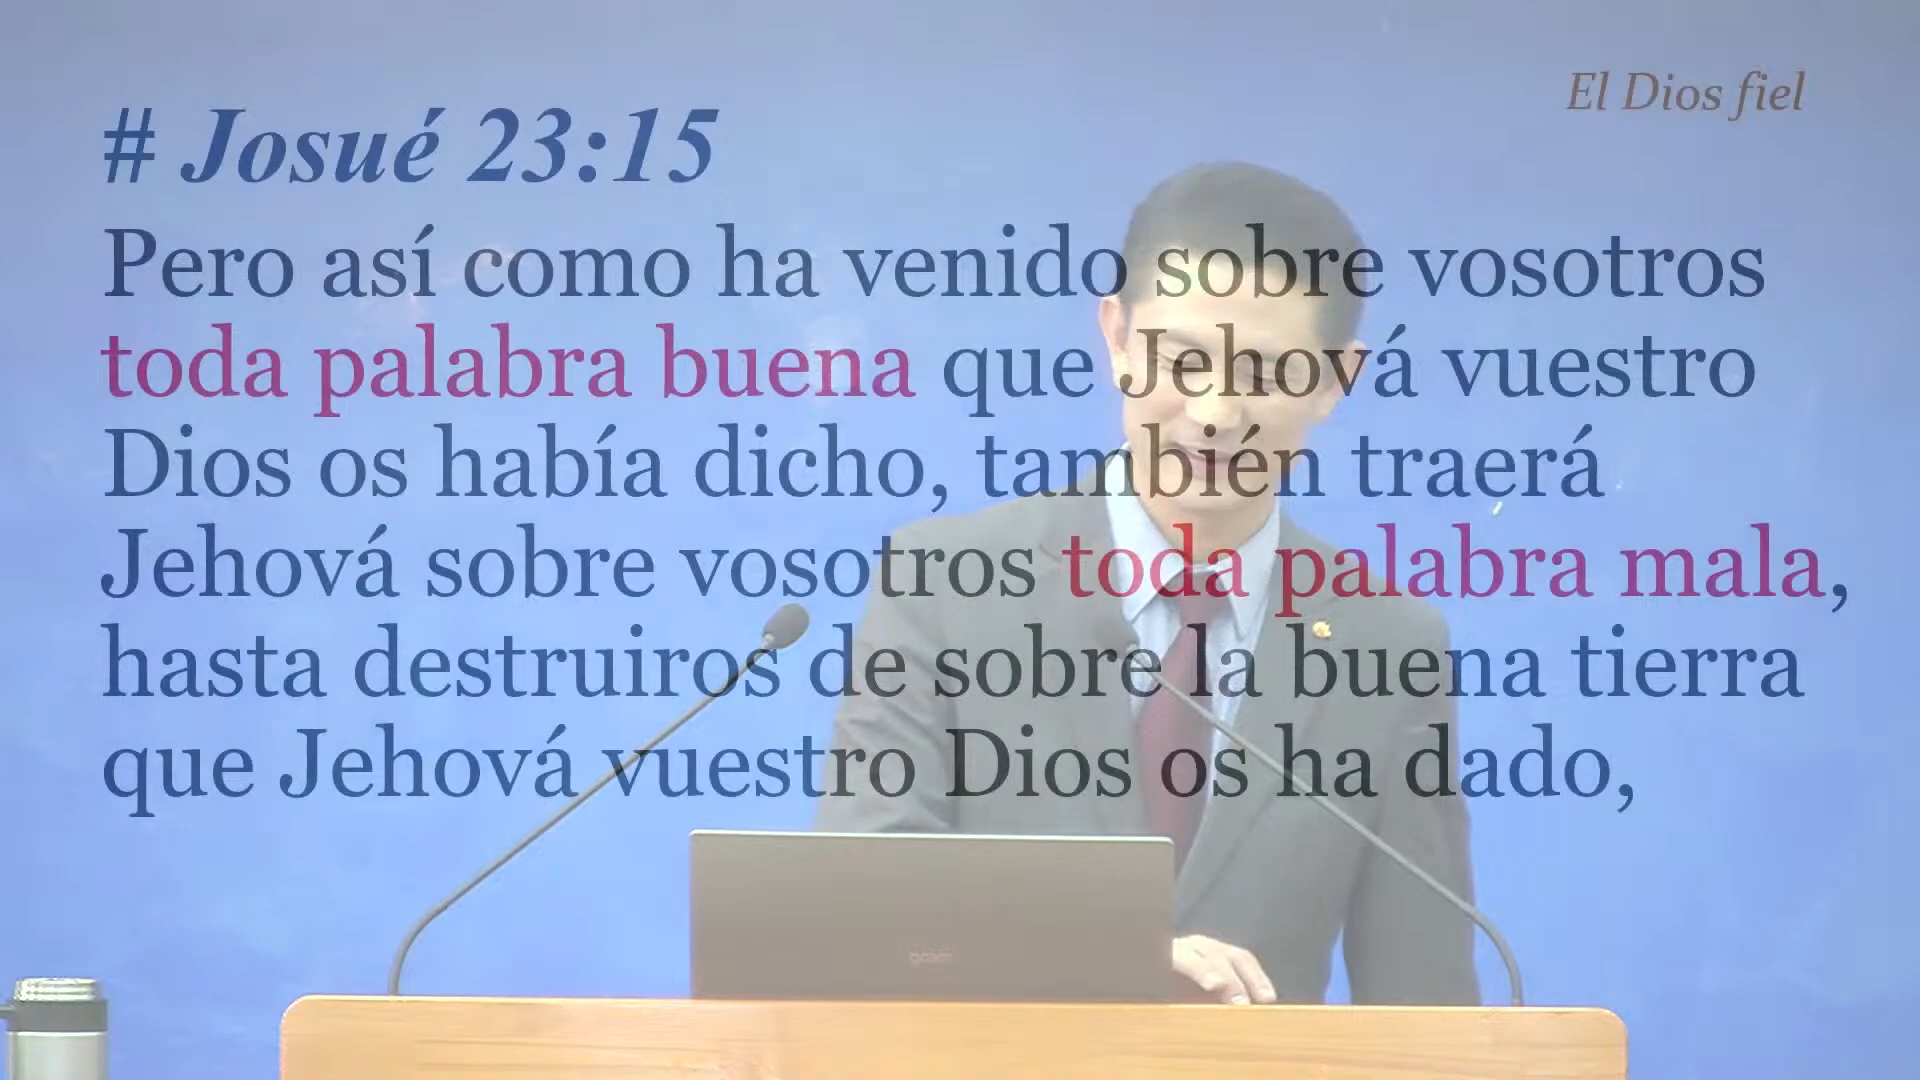 El Dios fiel
# Josué 23:15
Pero así como ha venido sobre vosotros
toda palabra buena que Jehová vuestro
Dios os había dicho, también traerá
Jehová sobre vosotros toda palabra mala,
hasta destruiros de sobre la buena tierra
que Jehová vuestro Dios os ha dado,
gram